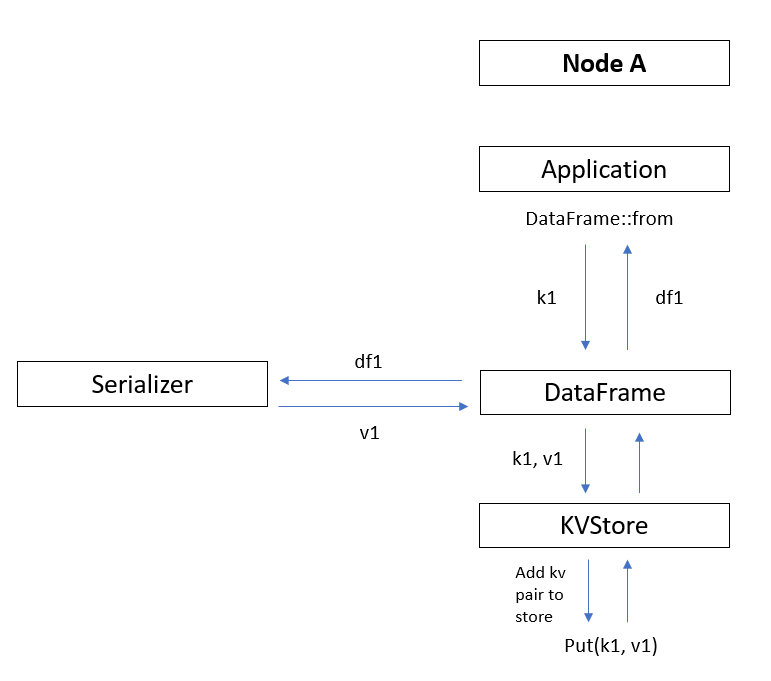 Node A
Application
DataFrame::from
k1
df1
df1
Serializer
DataFrame
v1
k1, v1
KVStore
Add kv
pair to
store
Put(k1, v1)